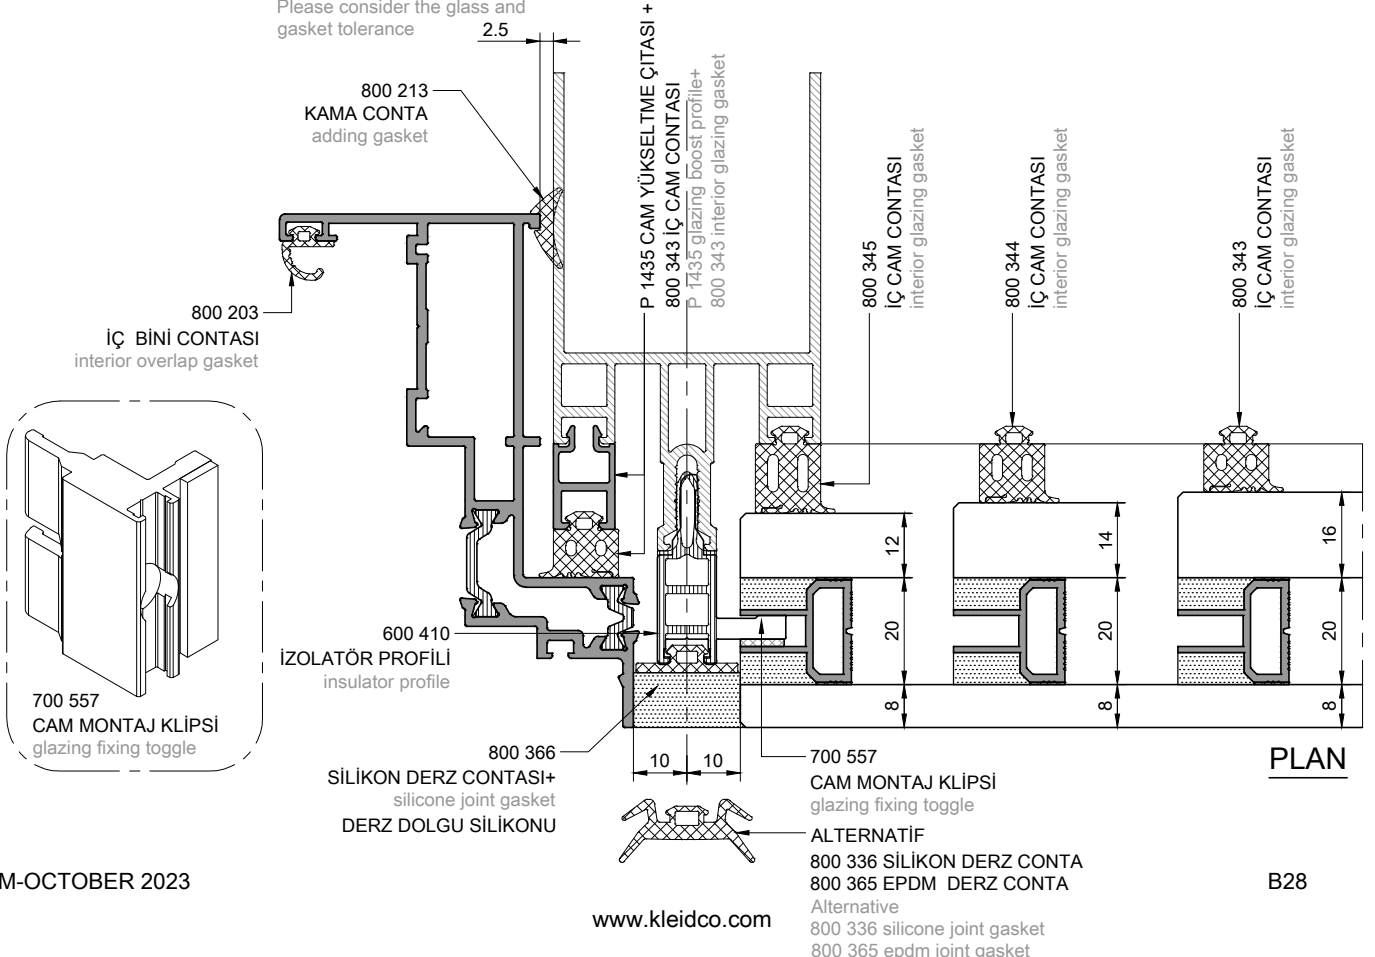 Please consider the glass and
gasket tolerance
2.5
800 213
KAMA CONTA
adding gasket
800 203
İÇ BİNİ CONTASI
interior overlap gasket
P 1435 CAM YÜKSELTME ÇITASI +
800 343 İÇ CAM CONTASI
P 1435 glazing boost profile+
800 343 interior glazing gasket
800 345
İÇ CAM CONTASI
interior glazing gasket
800 344
İÇ CAM CONTASI
interior glazing gasket
800 343
İÇ CAM CONTASI
interior glazing gasket
12
14
16
20
20
20
8
8
8
600 410
İZOLATÖR PROFİLİ
insulator profile
700 557
CAM MONTAJ KLİPSİ
glazing fixing toggle
800 366
SİLİKON DERZ CONTASI+
silicone joint gasket
DERZ DOLGU SİLİKONU
10
10
700 557
CAM MONTAJ KLİPSİ
glazing fixing toggle
PLAN
ALTERNATİF
800 336 SİLİKON DERZ CONTA
800 365 EPDM DERZ CONTA
Alternative
800 336 silicone joint gasket
800 365 epdm joint gasket
M-OCTOBER 2023
www.kleidco.com
B28